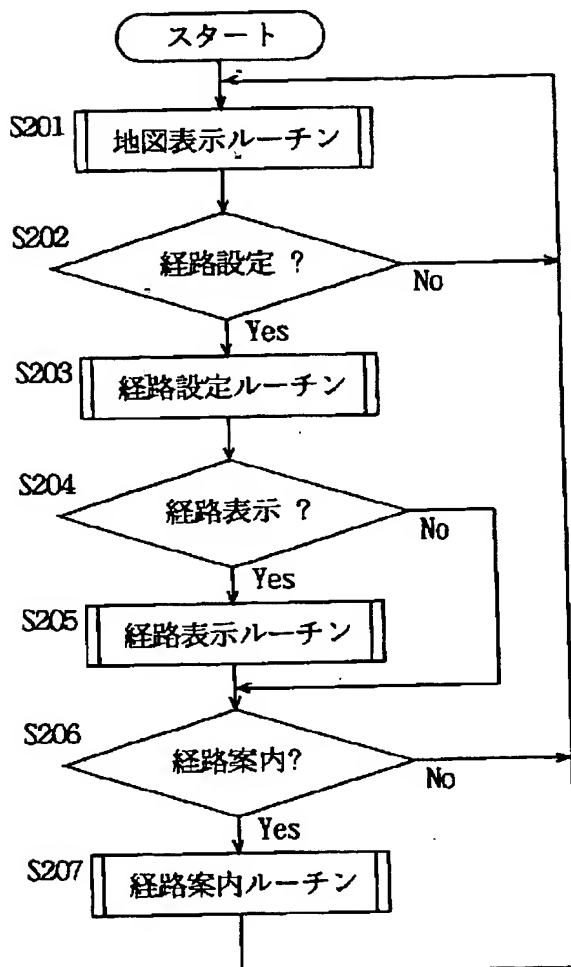 スタート
S201
地図表示ルーチン
S202
経路設定 ?
No
Yes
S203
経路設定ルーチン
S204
経路表示 ?
No
Yes
S205
経路表示ルーチン
S206
経路案内?
No
Yes
S207
経路案内ルーチン